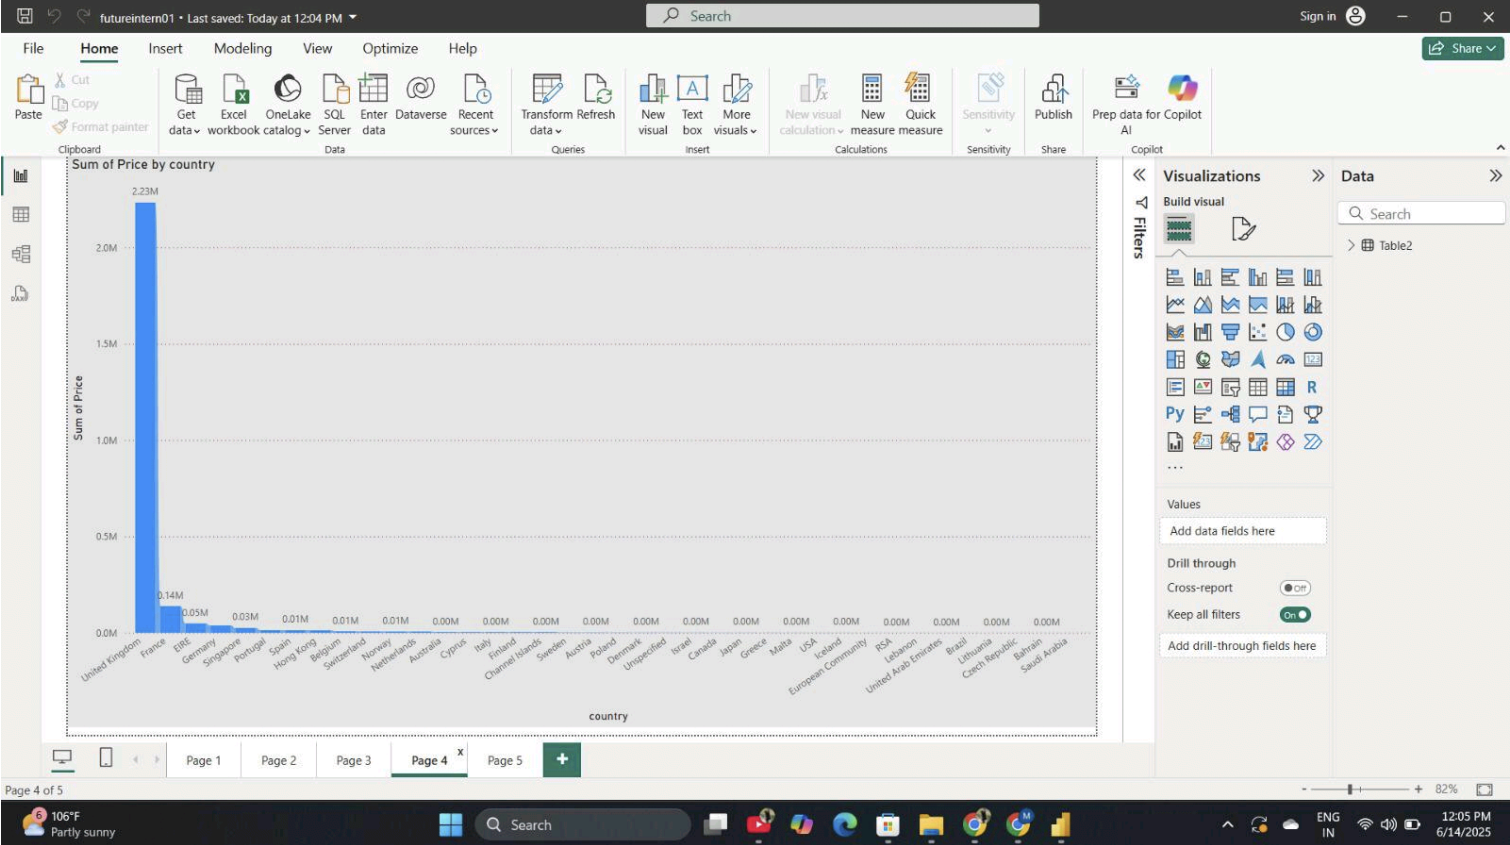 futureintern01 • Last saved: Today at 12:04 PM
Search
Sign in
File Home Insert Modeling View Optimize Help
Share
Paste
Cut
Copy
Format painter
Clipboard
Get data
Excel workbook
OneLake catalog
SQL Server
Enter data
Dataverse
Recent sources
Data
Transform data
Refresh
Queries
New visual
Text box
More visuals
Insert
New visual calculation
New measure
Quick measure
Calculations
Sensitivity
Sensitivity
Publish
Share
Prep data for AI
Copilot
Copilot
Sum of Price by country
2.23M
2.0M
1.5M
1.0M
0.5M
0.0M
Sum of Price
0.14M
0.05M
0.03M
0.01M
0.01M
0.01M
0.00M
0.00M
0.00M
0.00M
0.00M
0.00M
0.00M
0.00M
0.00M
0.00M
0.00M
0.00M
0.00M
United Kingdom
France
EIRE
Germany
Singapore
Portugal
Spain
Hong Kong
Belgium
Switzerland
Norway
Netherlands
Australia
Cyprus
Italy
Finland
Channel Islands
Sweden
Austria
Poland
Denmark
Unspecified
Israel
Canada
Japan
Greece
Malta
USA
Iceland
European Community
RSA
Lebanon
United Arab Emirates
Brazil
Lithuania
Czech Republic
Bahrain
Saudi Arabia
country
Filters
Visualizations
Build visual
123
R
Py
...
Values
Add data fields here
Drill through
Cross-report
Off
Keep all filters
On
Add drill-through fields here
Data
Search
Table2
Page 1
Page 2
Page 3
Page 4 x
Page 5
+
Page 4 of 5
- + 82%
6
106°F
Partly sunny
Search
M
ENG
IN
12:05 PM
6/14/2025